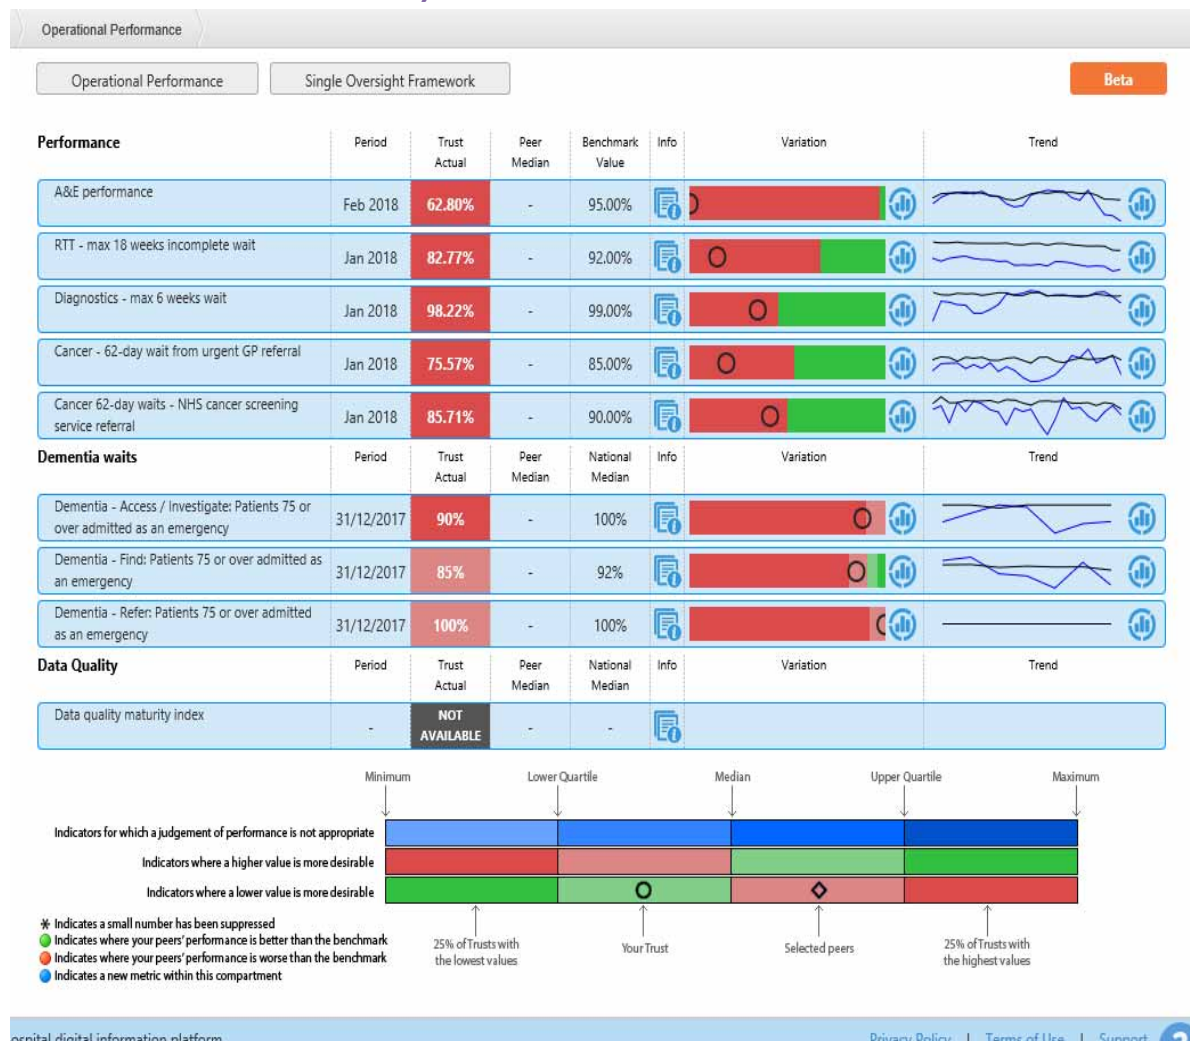 Operational Performance
Operational Performance
Single Oversight Framework
Beta
Performance
Period
Trust
Actual
Peer
Median
Benchmark
Value
Info
Variation
Trend
A&E performance
Feb 2018
62.80%
-
95.00%
RTT - max 18 weeks incomplete wait
Jan 2018
82.77%
-
92.00%
Diagnostics - max 6 weeks wait
Jan 2018
98.22%
-
99.00%
Cancer - 62-day wait from urgent GP referral
Jan 2018
75.57%
-
85.00%
Cancer 62-day waits - NHS cancer screening
service referral
Jan 2018
85.71%
-
90.00%
Dementia waits
Period
Trust
Actual
Peer
Median
National
Median
Info
Variation
Trend
Dementia - Access / Investigate: Patients 75 or
over admitted as an emergency
31/12/2017
90%
-
100%
Dementia - Find: Patients 75 or over admitted as
an emergency
31/12/2017
85%
-
92%
Dementia - Refer: Patients 75 or over admitted
as an emergency
31/12/2017
100%
-
100%
Data Quality
Period
Trust
Actual
Peer
Median
National
Median
Info
Variation
Trend
Data quality maturity index
-
NOT
AVAILABLE
-
-
Minimum
Lower Quartile
Median
Upper Quartile
Maximum
Indicators for which a judgement of performance is not appropriate
Indicators where a higher value is more desirable
Indicators where a lower value is more desirable
* Indicates a small number has been suppressed
Indicates where your peers' performance is better than the benchmark
Indicates where your peers' performance is worse than the benchmark
Indicates a new metric within this compartment
25% of Trusts with
the lowest values
Your Trust
Selected peers
25% of Trusts with
the highest values
ospital digital information platform
Privacy Policy | Terms of Use | Support